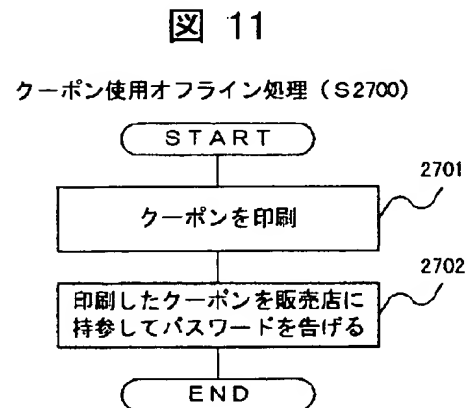 図 11
クーポン使用オフライン処理（S2700）
START
2701
クーポンを印刷
2702
印刷したクーポンを販売店に
持参してパスワードを告げる
END